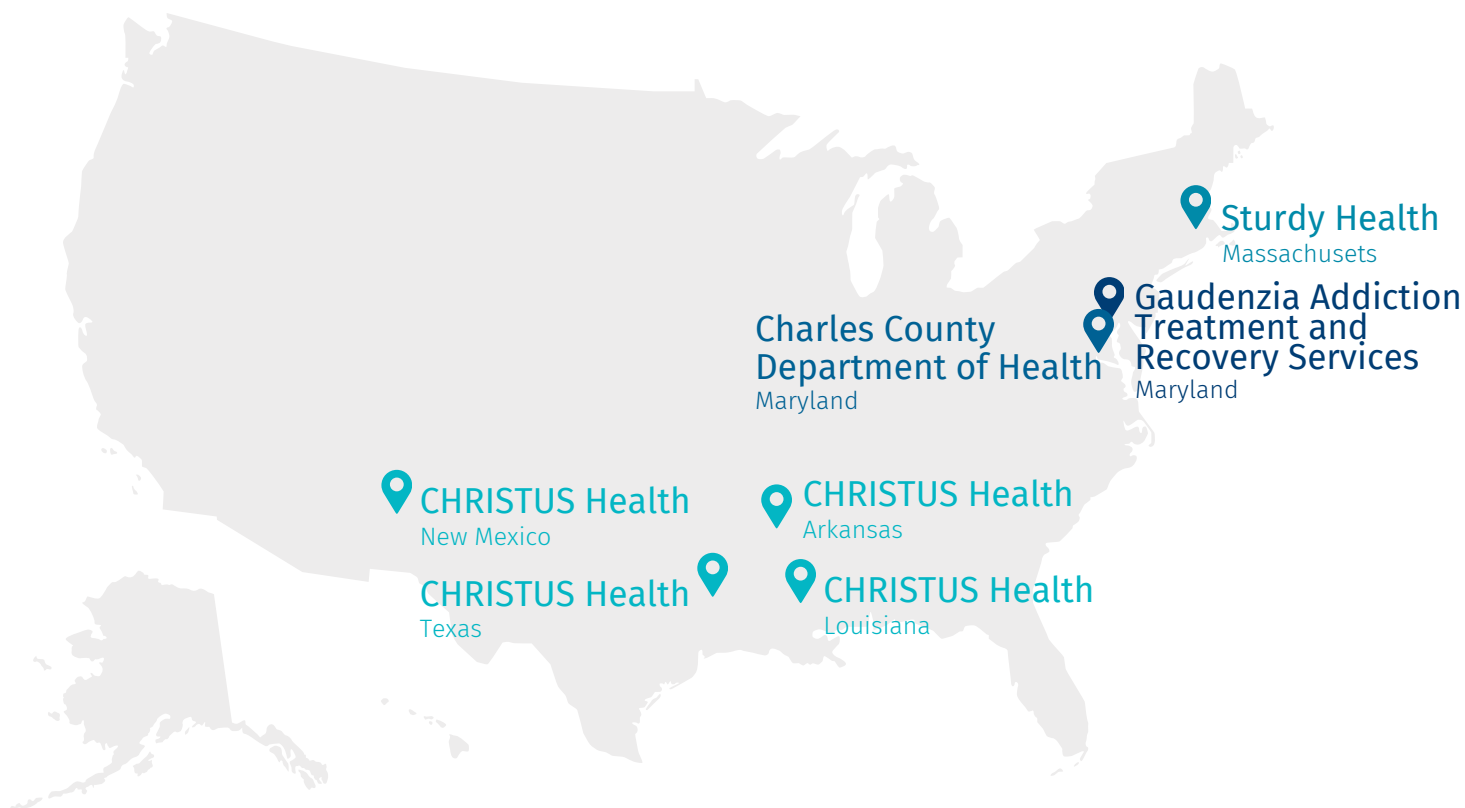 Sturdy Health
Massachusets
Gaudenzia Addiction
Treatment and
Recovery Services
Maryland
Charles County
Department of Health
Maryland
CHRISTUS Health
New Mexico
CHRISTUS Health
Arkansas
CHRISTUS Health
Texas
CHRISTUS Health
Louisiana